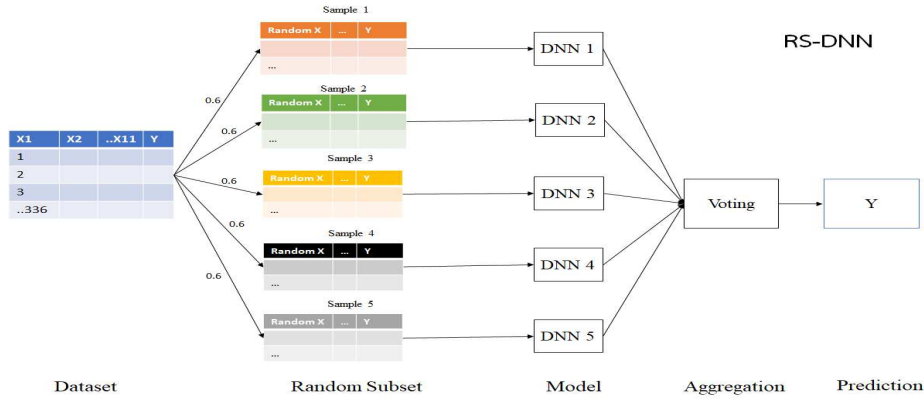 RS-DNN
X1 X2 ..X11 Y
1
2
3
..336
0.6
0.6
0.6
0.6
0.6
Sample 1
Random X ... Y
...
Sample 2
Random X ... Y
...
Sample 3
Random X ... Y
...
Sample 4
Random X ... Y
...
Sample 5
Random X ... Y
...
DNN 1
DNN 2
DNN 3
DNN 4
DNN 5
Voting
Y
Dataset Random Subset Model Aggregation Prediction